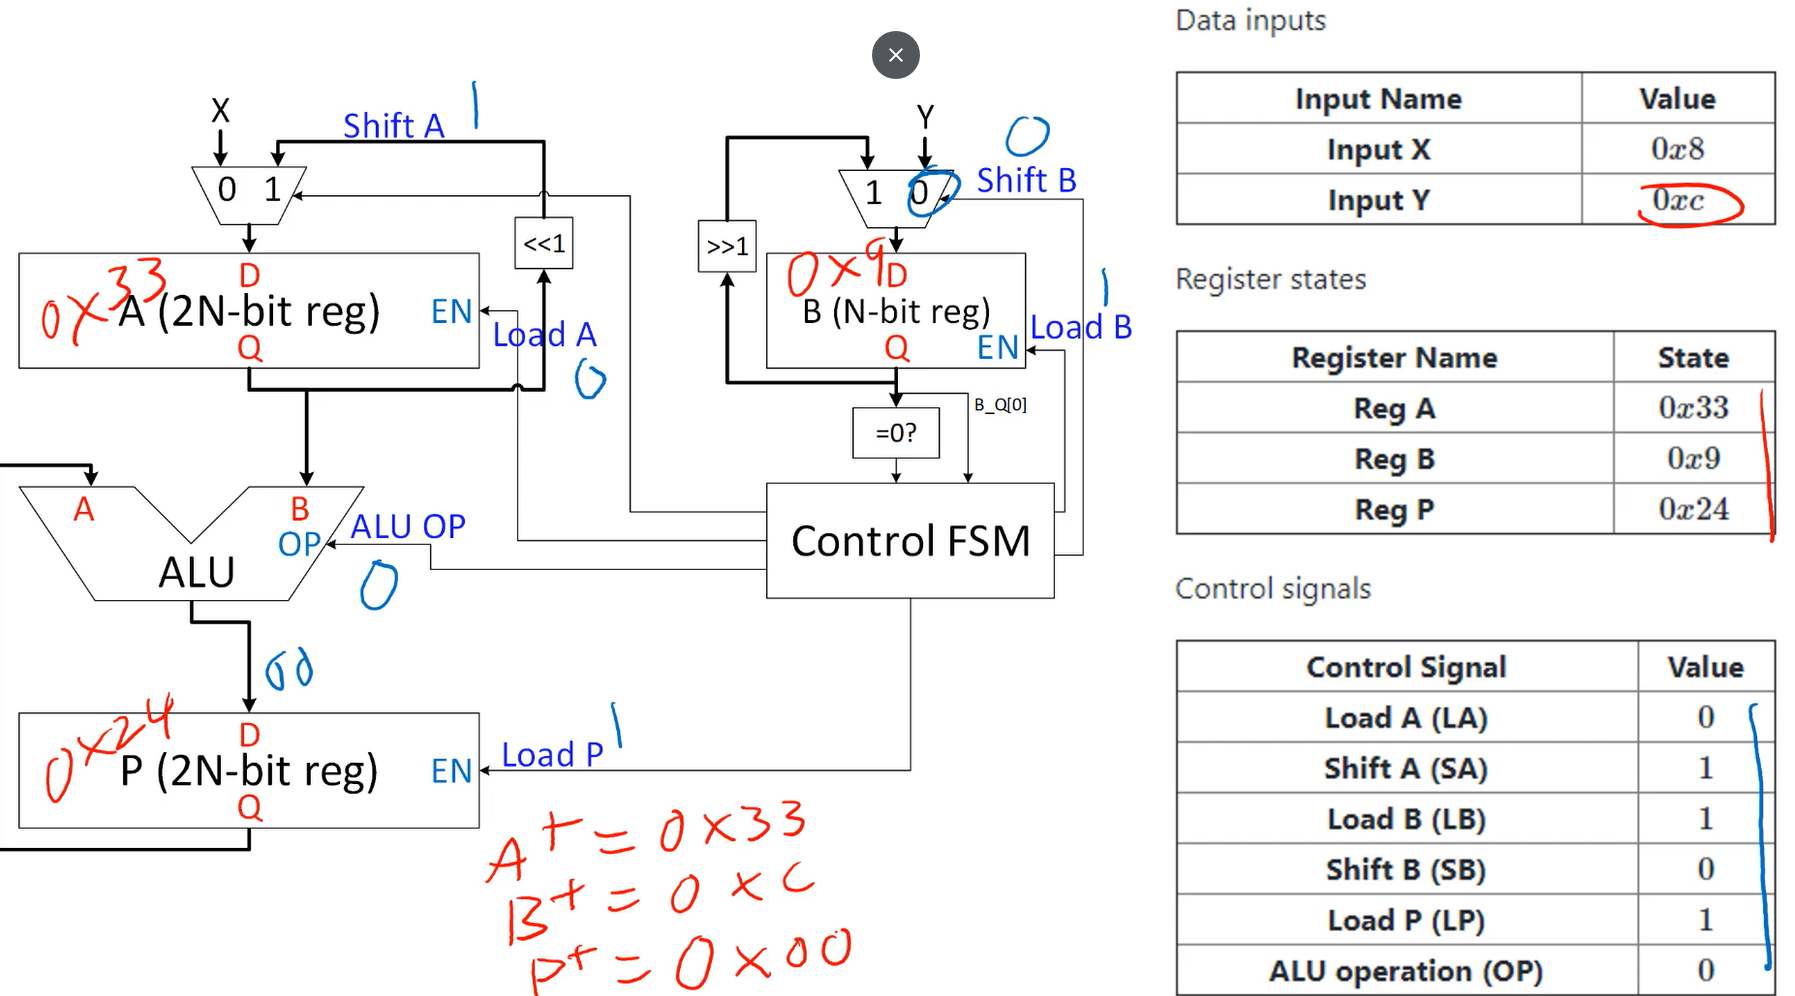 X
Shift A
1
0 1
<<1
0x33
D
A (2N-bit reg)
EN
Q
Load A
0
Y
0
Shift B
1 0
>>1
0x9
D
B (N-bit reg)
EN
Q
1
Load B
B_Q[0]
=0?
Control FSM
A
B
OP
ALU OP
0
ALU
00
0x24
D
P (2N-bit reg)
EN
Q
1
Load P
A+ = 0x33
B+ = 0xC
P+ = 0x00
Data inputs
Input Name Value
Input X 0x8
Input Y 0xc
Register states
Register Name State
Reg A 0x33
Reg B 0x9
Reg P 0x24
Control signals
Control Signal Value
Load A (LA) 0
Shift A (SA) 1
Load B (LB) 1
Shift B (SB) 0
Load P (LP) 1
ALU operation (OP) 0